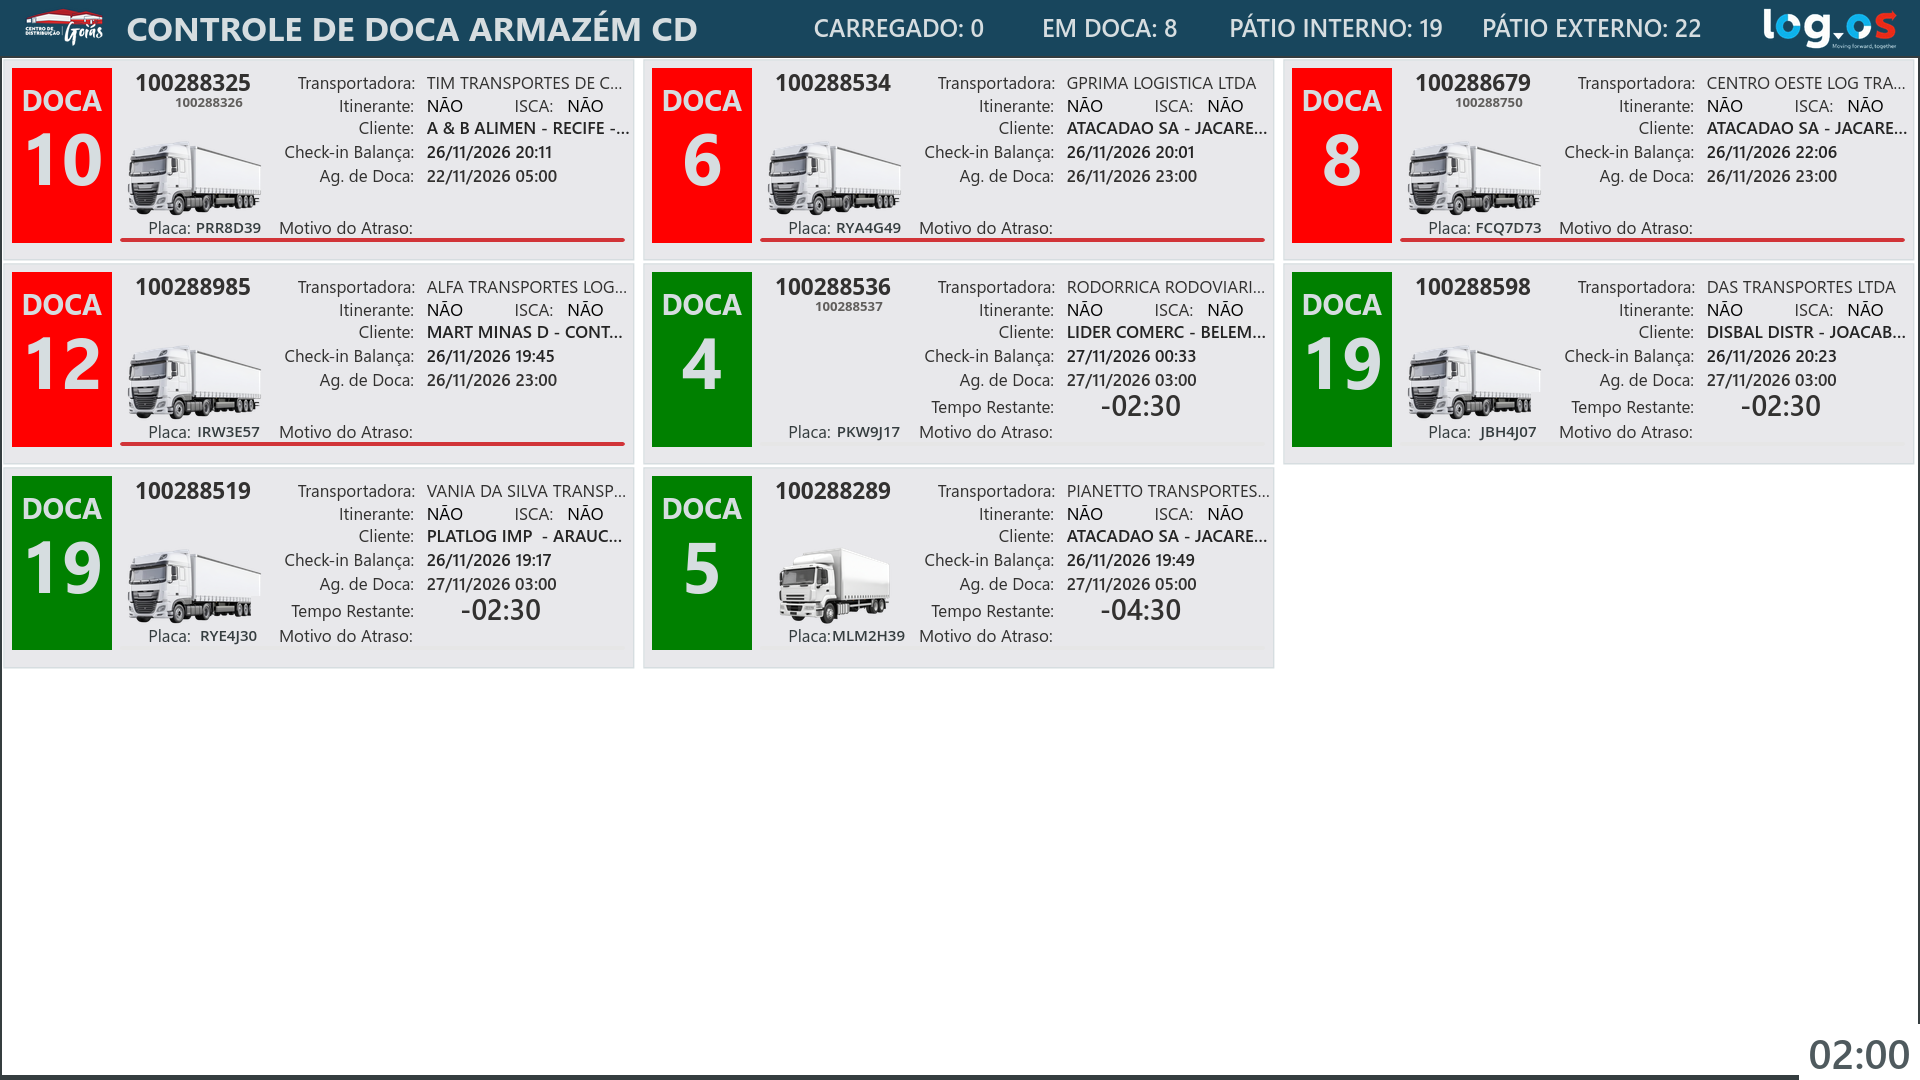 CENTRO DE DISTRIBUIÇÃO Goiás
CONTROLE DE DOCA ARMAZÉM CD
CARREGADO: 0
EM DOCA: 8
PÁTIO INTERNO: 19
PÁTIO EXTERNO: 22
log.os
Moving forward, together
DOCA
10
100288325
100288326
Transportadora: TIM TRANSPORTES DE C...
Itinerante: NÃO ISCA: NÃO
Cliente: A & B ALIMEN - RECIFE -...
Check-in Balança: 26/11/2026 20:11
Ag. de Doca: 22/11/2026 05:00
Placa: PRR8D39 Motivo do Atraso:
DOCA
6
100288534
Transportadora: GPRIMA LOGISTICA LTDA
Itinerante: NÃO ISCA: NÃO
Cliente: ATACADAO SA - JACARE...
Check-in Balança: 26/11/2026 20:01
Ag. de Doca: 26/11/2026 23:00
Placa: RYA4G49 Motivo do Atraso:
DOCA
8
100288679
100288750
Transportadora: CENTRO OESTE LOG TRA...
Itinerante: NÃO ISCA: NÃO
Cliente: ATACADAO SA - JACARE...
Check-in Balança: 26/11/2026 22:06
Ag. de Doca: 26/11/2026 23:00
Placa: FCQ7D73 Motivo do Atraso:
DOCA
12
100288985
Transportadora: ALFA TRANSPORTES LOG...
Itinerante: NÃO ISCA: NÃO
Cliente: MART MINAS D - CONT...
Check-in Balança: 26/11/2026 19:45
Ag. de Doca: 26/11/2026 23:00
Placa: IRW3E57 Motivo do Atraso:
DOCA
4
100288536
100288537
Transportadora: RODORRICA RODOVIARI...
Itinerante: NÃO ISCA: NÃO
Cliente: LIDER COMERC - BELEM...
Check-in Balança: 27/11/2026 00:33
Ag. de Doca: 27/11/2026 03:00
Tempo Restante: -02:30
Placa: PKW9J17 Motivo do Atraso:
DOCA
19
100288598
Transportadora: DAS TRANSPORTES LTDA
Itinerante: NÃO ISCA: NÃO
Cliente: DISBAL DISTR - JOACAB...
Check-in Balança: 26/11/2026 20:23
Ag. de Doca: 27/11/2026 03:00
Tempo Restante: -02:30
Placa: JBH4J07 Motivo do Atraso:
DOCA
19
100288519
Transportadora: VANIA DA SILVA TRANSP...
Itinerante: NÃO ISCA: NÃO
Cliente: PLATLOG IMP - ARAUC...
Check-in Balança: 26/11/2026 19:17
Ag. de Doca: 27/11/2026 03:00
Tempo Restante: -02:30
Placa: RYE4J30 Motivo do Atraso:
DOCA
5
100288289
Transportadora: PIANETTO TRANSPORTES...
Itinerante: NÃO ISCA: NÃO
Cliente: ATACADAO SA - JACARE...
Check-in Balança: 26/11/2026 19:49
Ag. de Doca: 27/11/2026 05:00
Tempo Restante: -04:30
Placa: MLM2H39 Motivo do Atraso:
02:00